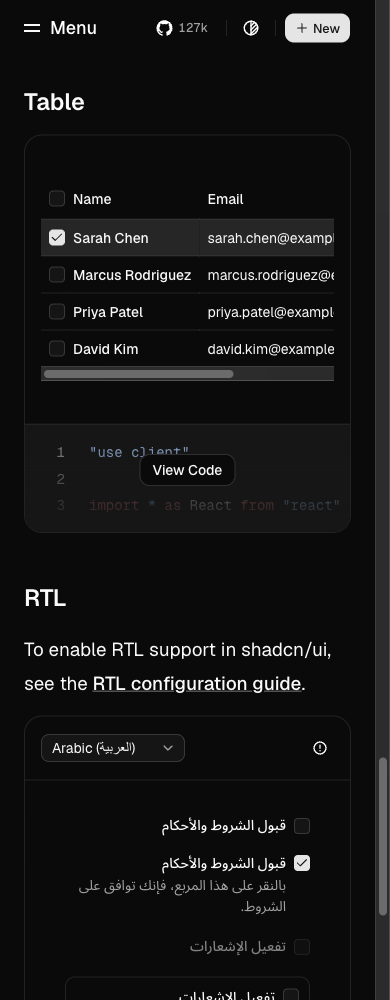 Menu 127k + New
Table
Name Email
Sarah Chen sarah.chen@exampl
Marcus Rodriguez marcus.rodriguez@e
Priya Patel priya.patel@example.
David Kim david.kim@example
1 "use client"
View Code
2
3 import * as React from "react"
RTL
To enable RTL support in shadcn/ui,
see the RTL configuration guide.
Arabic (العربية)
قبول الشروط والأحكام
قبول الشروط والأحكام
بالنقر على هذا المربع، فإنك توافق على
الشروط.
تفعيل الإشعارات
تفعيل الإشعارات